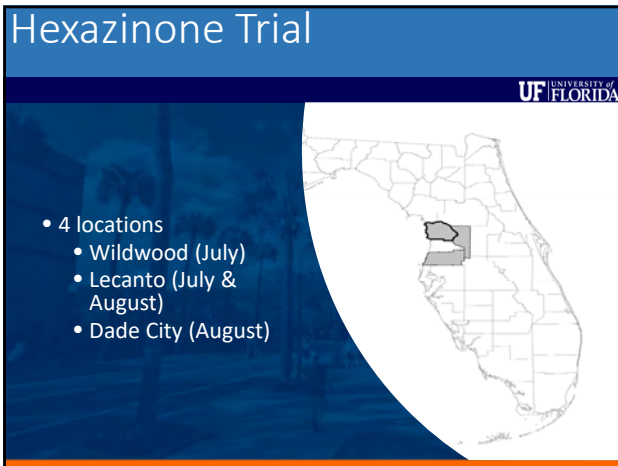 Hexazinone Trial
UF UNIVERSITY of
FLORIDA
• 4 locations
• Wildwood (July)
• Lecanto (July &
August)
• Dade City (August)